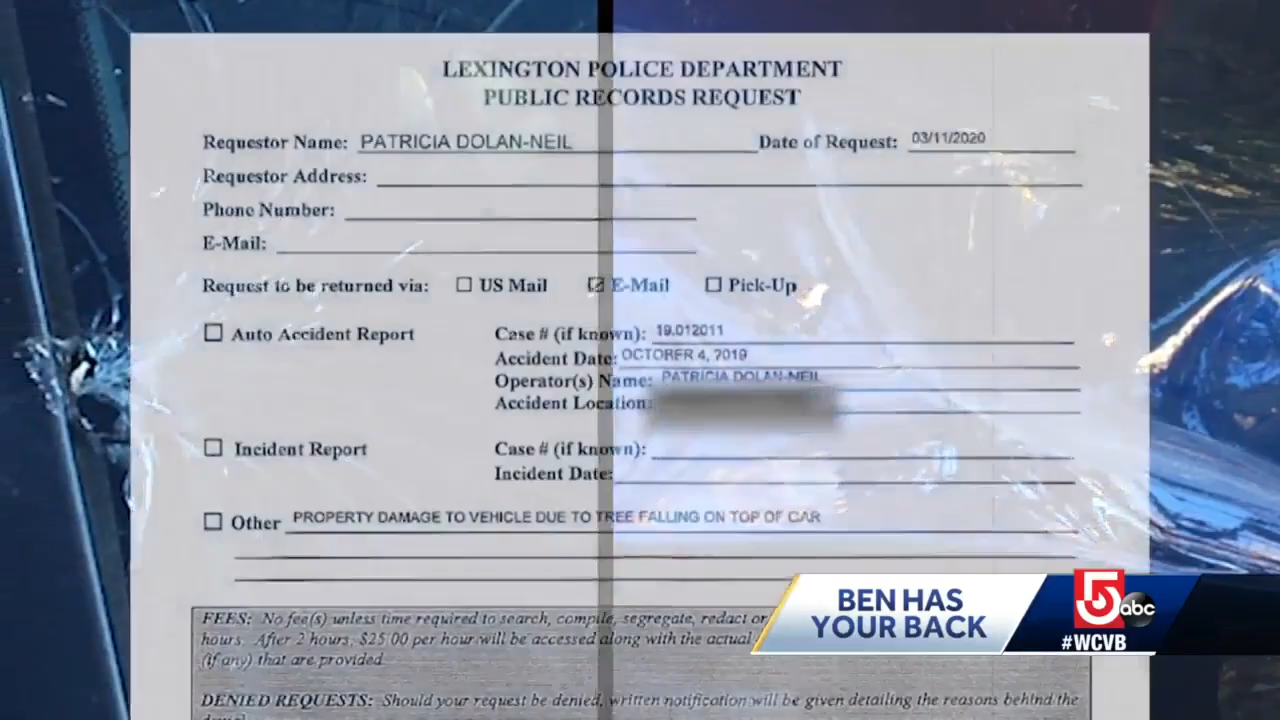 LEXINGTON POLICE DEPARTMENT
PUBLIC RECORDS REQUEST
Requestor Name: PATRICIA DOLAN-NEIL Date of Request: 03/11/2020
Requestor Address:
Phone Number:
E-Mail:
Request to be returned via: ☐ US Mail ☑ E-Mail ☐ Pick-Up
☐ Auto Accident Report Case # (if known): 19.012011
Accident Date: OCTOBER 4, 2019
Operator(s) Name: PATRICIA DOLAN-NEIL
Accident Location:
☐ Incident Report Case # (if known):
Incident Date:
☐ Other PROPERTY DAMAGE TO VEHICLE DUE TO TREE FALLING ON TOP OF CAR
FEES: No fee(s) unless time required to search, compile, segregate, redact or
hours. After 2 hours, $25.00 per hour will be accessed along with the actual
(if any) that are provided
DENIED REQUESTS: Should your request be denied, written notification will be given detailing the reasons behind the
BEN HAS
YOUR BACK
5 abc
#WCVB